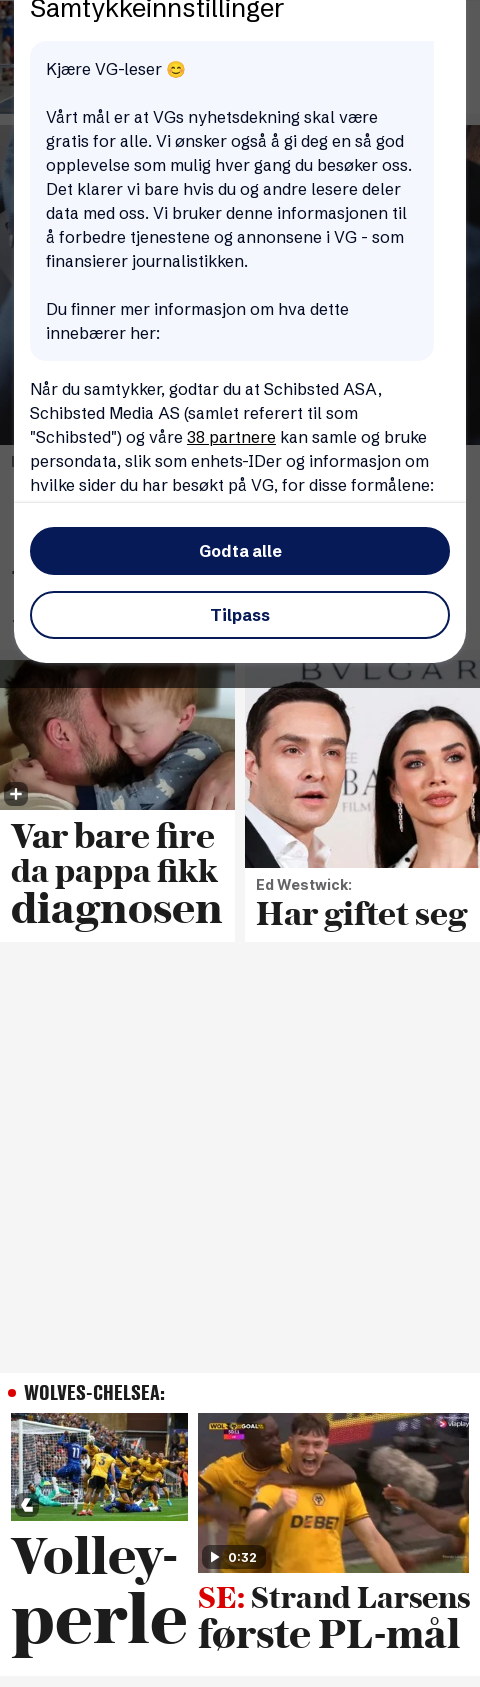 Samtykkeinnstillinger
Kjære VG-leser 😊
Vårt mål er at VGs nyhetsdekning skal være
gratis for alle. Vi ønsker også å gi deg en så god
opplevelse som mulig hver gang du besøker oss.
Det klarer vi bare hvis du og andre lesere deler
data med oss. Vi bruker denne informasjonen til
å forbedre tjenestene og annonsene i VG - som
finansierer journalistikken.
Du finner mer informasjon om hva dette
innebærer her:
Når du samtykker, godtar du at Schibsted ASA,
Schibsted Media AS (samlet referert til som
"Schibsted") og våre 38 partnere kan samle og bruke
persondata, slik som enhets-IDer og informasjon om
hvilke sider du har besøkt på VG, for disse formålene:
Godta alle
Tilpass
BVLGAR
FILM
Var bare fire
da pappa fikk
diagnosen
Ed Westwick:
Har giftet seg
WOLVES-CHELSEA:
WOL
GOAL
viaplay
DEBET
0:32
Volley-
perle
SE: Strand Larsens
første PL-mål